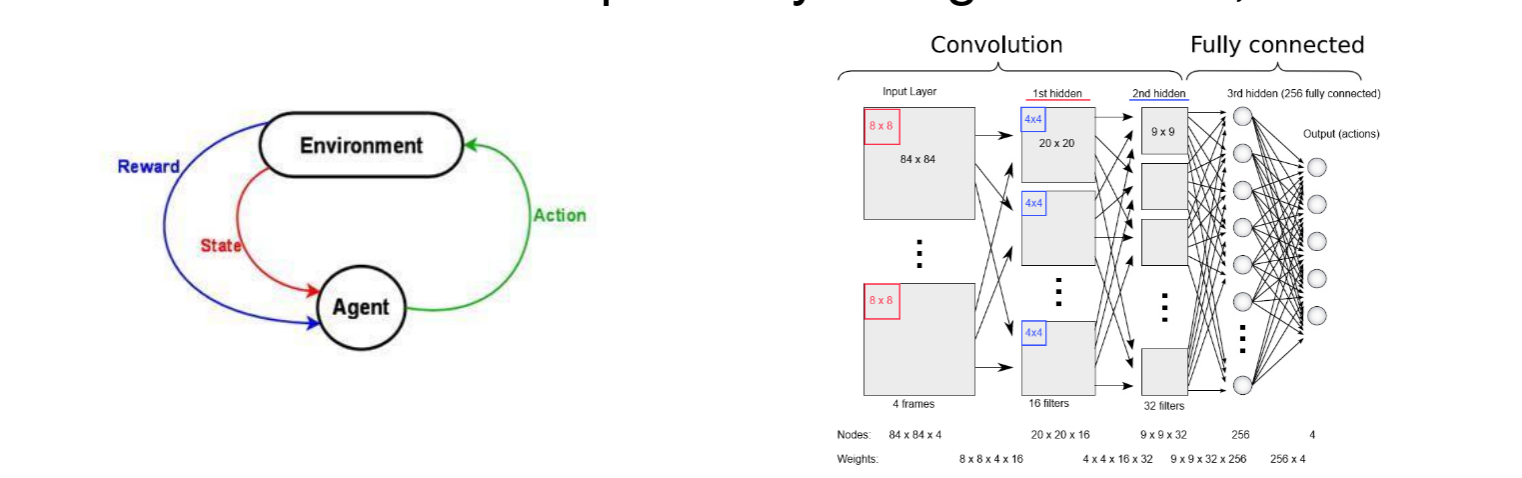 Environment
Reward
State
Action
Agent
Convolution
Fully connected
Input Layer
1st hidden
2nd hidden
3rd hidden (256 fully connected)
Output (actions)
8 x 8
84 x 84
4x4
20 x 20
9 x 9
4x4
8 x 8
4x4
4 frames
16 filters
32 filters
Nodes: 84 x 84 x 4 20 x 20 x 16 9 x 9 x 32 256 4
Weights: 8 x 8 x 4 x 16 4 x 4 x 16 x 32 9 x 9 x 32 x 256 256 x 4